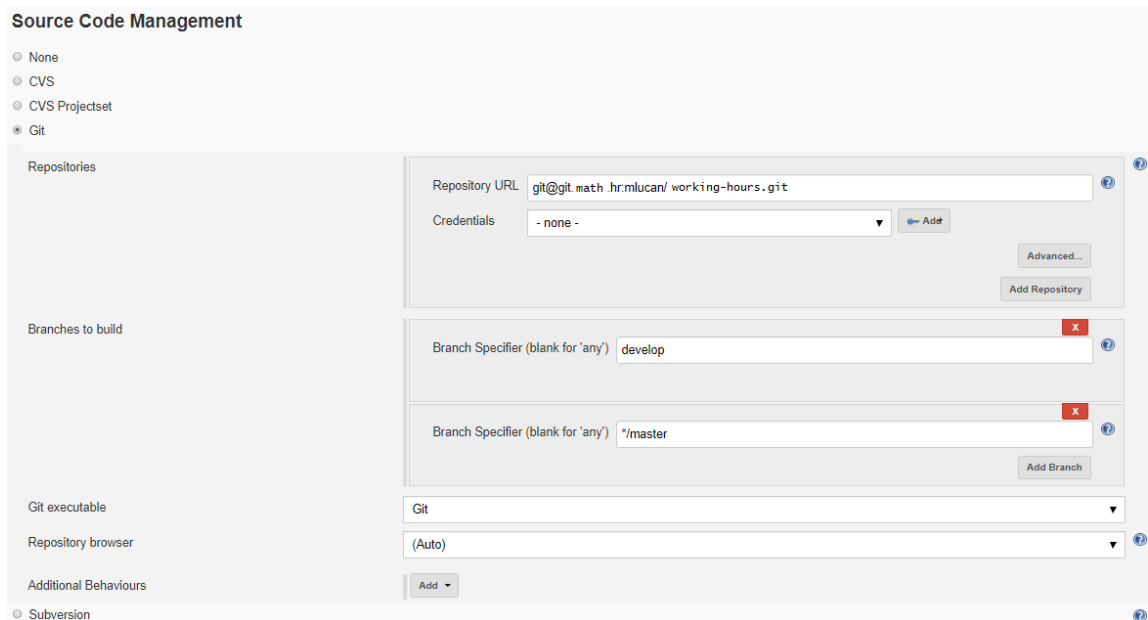 Source Code Management
None
CVS
CVS Projectset
Git
Repositories
Repository URL git@git.math.hr:mlucan/ working-hours.git
Credentials - none - Add
Advanced...
Add Repository
Branches to build
X
Branch Specifier (blank for 'any') develop
X
Branch Specifier (blank for 'any') */master
Add Branch
Git executable Git
Repository browser (Auto)
Additional Behaviours Add
Subversion